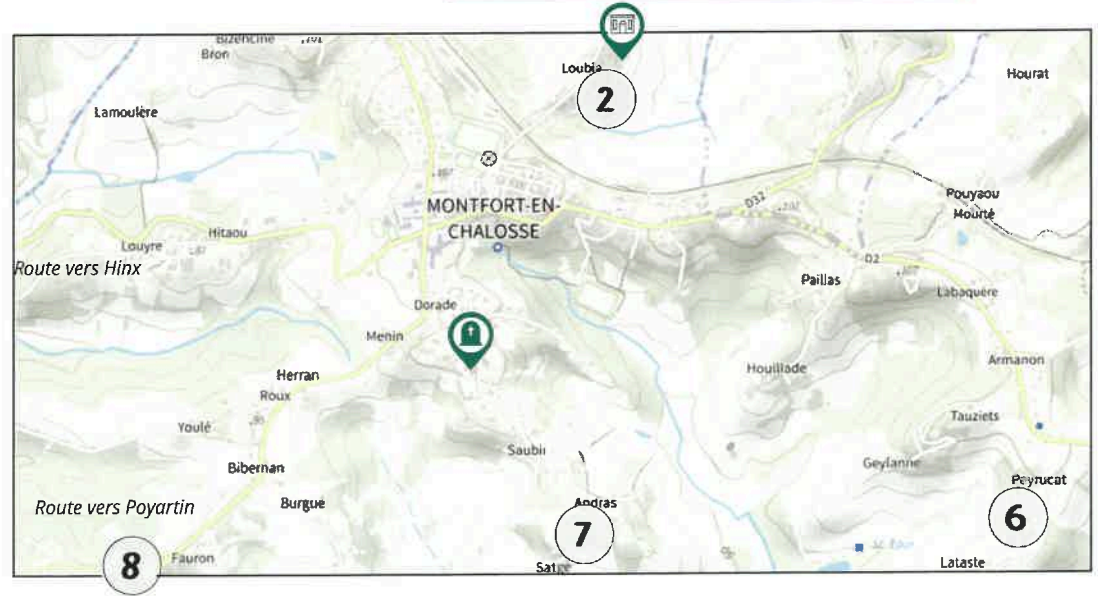 Bizencine
Bron
Loubia
2
Hourat
Lamoulère
MONTFORT-EN-
CHALOSSE
D32
Pouyaou
Mourté
Hitaou
Louyre
Route vers Hinx
D2
Paillas
Labaquère
Dorade
Menin
Armanon
Houillade
Herran
Roux
Tauziets
Youlé
Saubin
Geylanne
Bibernan
Peyrucat
Route vers Poyartin
Burgue
Andras
6
7
8
Fauron
Lataste